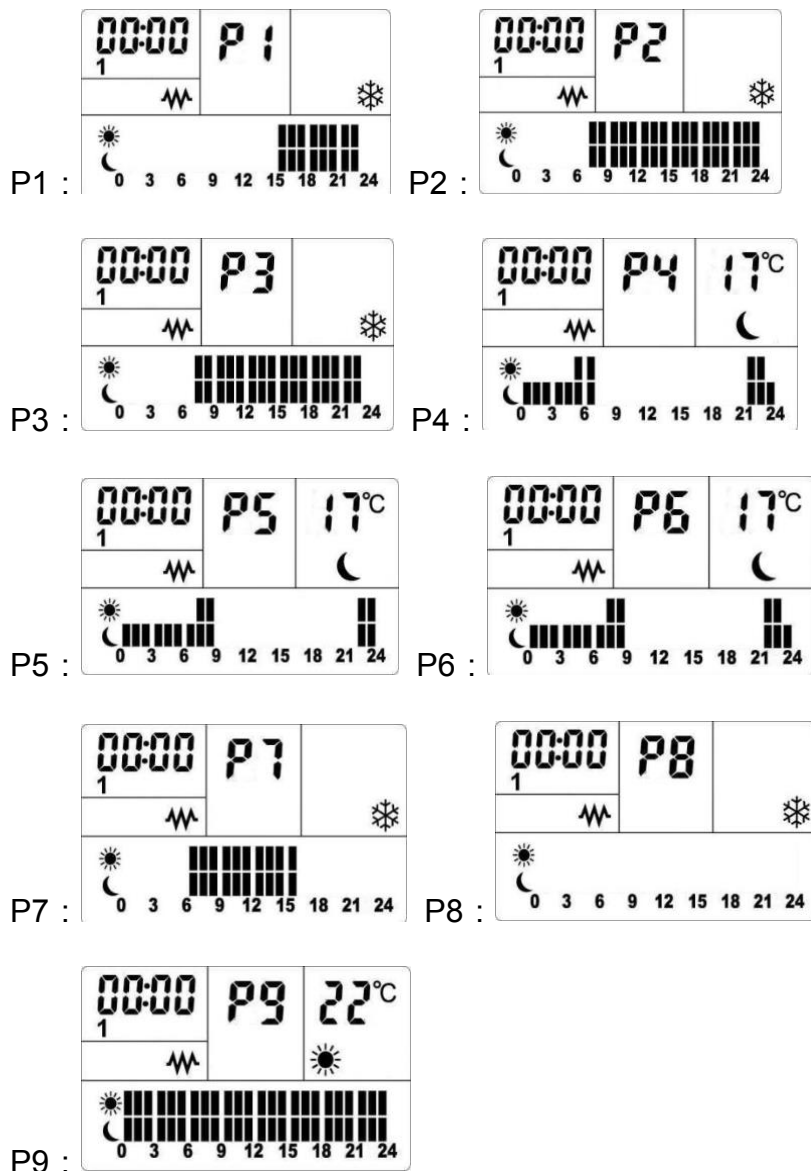 00:00 P1
1
0 3 6 9 12 15 18 21 24
P1 :
00:00 P2
1
0 3 6 9 12 15 18 21 24
P2 :
00:00 P3
1
0 3 6 9 12 15 18 21 24
P3 :
00:00 P4 17°C
1
0 3 6 9 12 15 18 21 24
P4 :
00:00 P5 17°C
1
0 3 6 9 12 15 18 21 24
P5 :
00:00 P6 17°C
1
0 3 6 9 12 15 18 21 24
P6 :
00:00 P7
1
0 3 6 9 12 15 18 21 24
P7 :
00:00 P8
1
0 3 6 9 12 15 18 21 24
P8 :
00:00 P9 22°C
1
0 3 6 9 12 15 18 21 24
P9 :